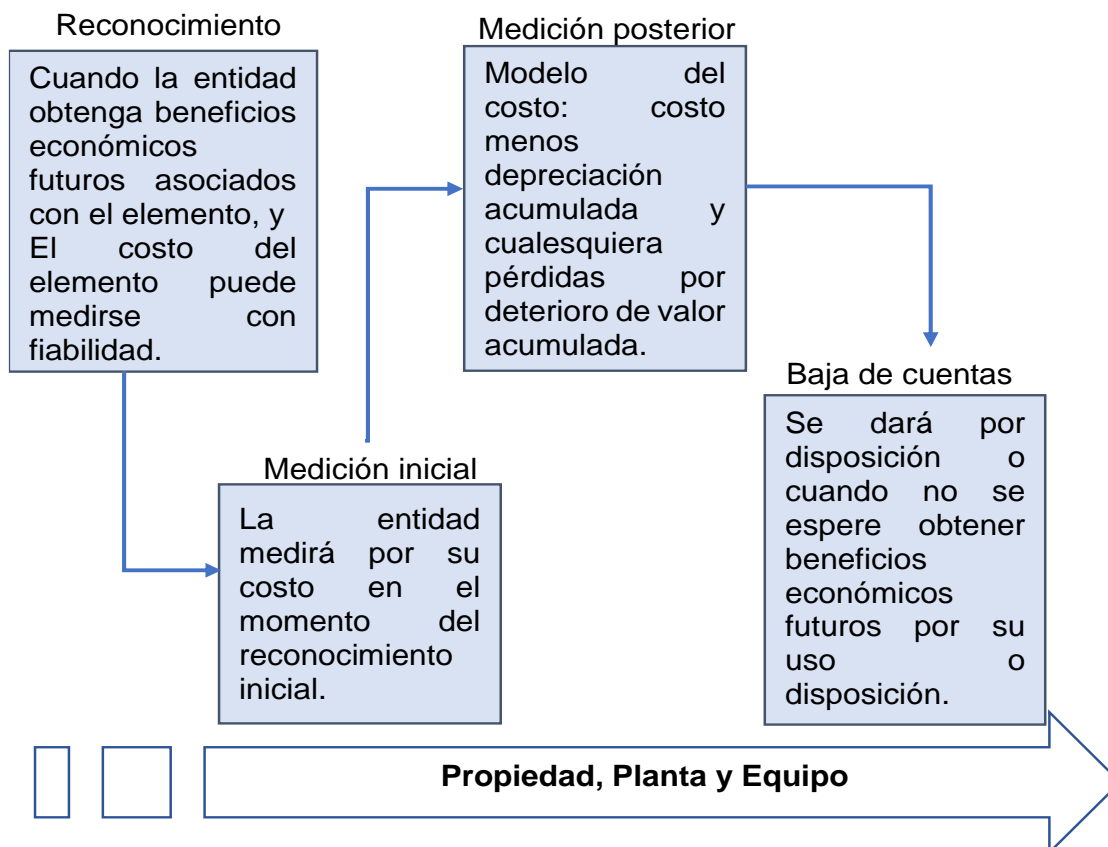 Reconocimiento
Cuando la entidad
obtenga beneficios
económicos
futuros asociados
con el elemento, y
El costo del
elemento puede
medirse con
fiabilidad.
Medición inicial
La entidad
medirá por su
costo en el
momento del
reconocimiento
inicial.
Medición posterior
Modelo del
costo: costo
menos
depreciación
acumulada y
cualesquiera
pérdidas por
deterioro de valor
acumulada.
Baja de cuentas
Se dará por
disposición o
cuando no se
espere obtener
beneficios
económicos
futuros por su
uso o
disposición.
Propiedad, Planta y Equipo